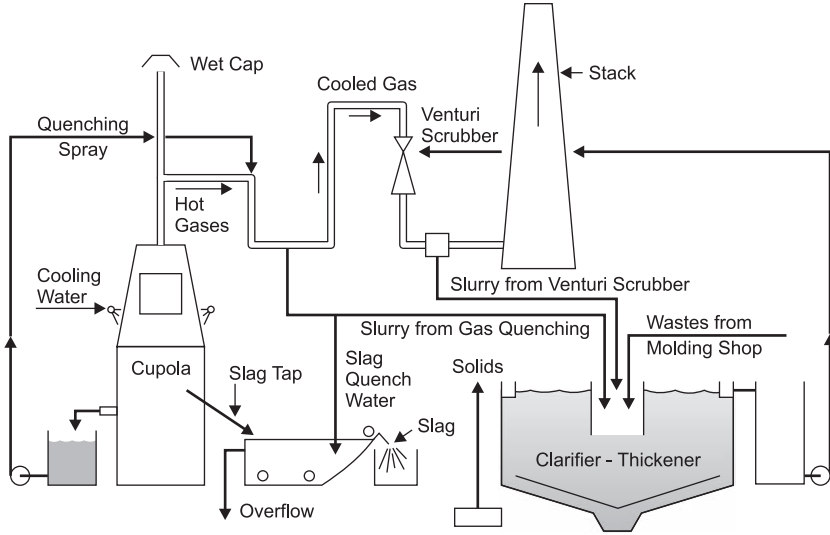 Wet Cap
Cooled Gas
Stack
Quenching
Spray
Venturi
Scrubber
Hot
Gases
Cooling
Water
Slurry from Venturi Scrubber
Slurry from Gas Quenching
Wastes from
Molding Shop
Cupola
Slag Tap
Slag
Quench
Water
Solids
Slag
Clarifier - Thickener
Overflow